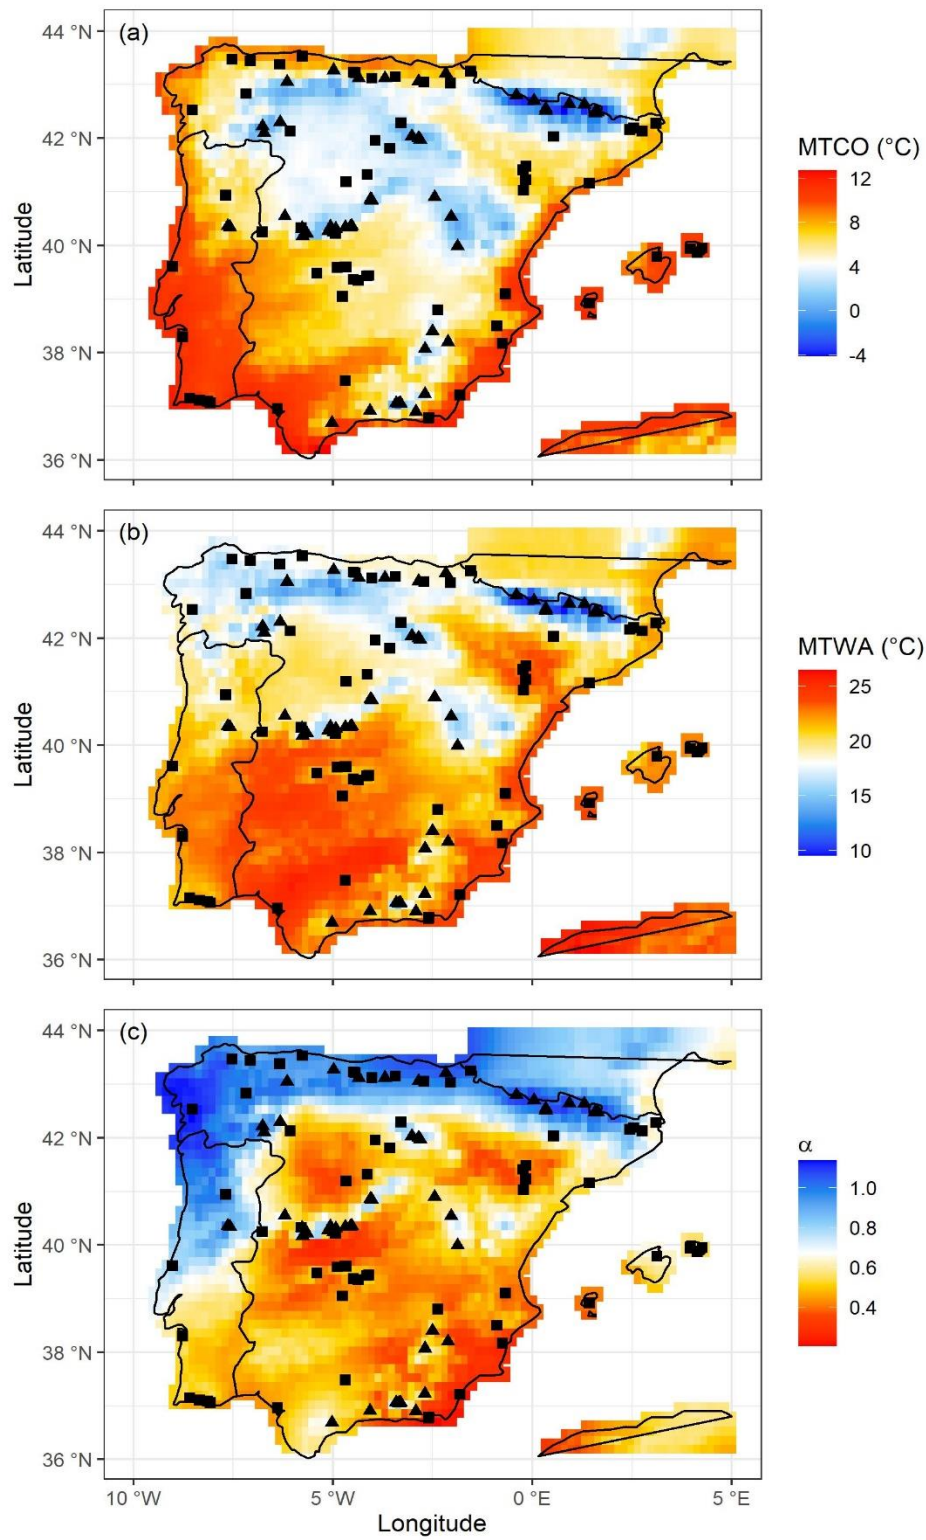 (a)
44 °N
42 °N
40 °N
38 °N
36 °N
Latitude
MTCO (°C)
12
8
4
0
-4
(b)
44 °N
42 °N
40 °N
38 °N
36 °N
Latitude
MTWA (°C)
25
20
15
10
(c)
44 °N
42 °N
40 °N
38 °N
36 °N
Latitude
α
1.0
0.8
0.6
0.4
10 °W
5 °W
0 °E
5 °E
Longitude